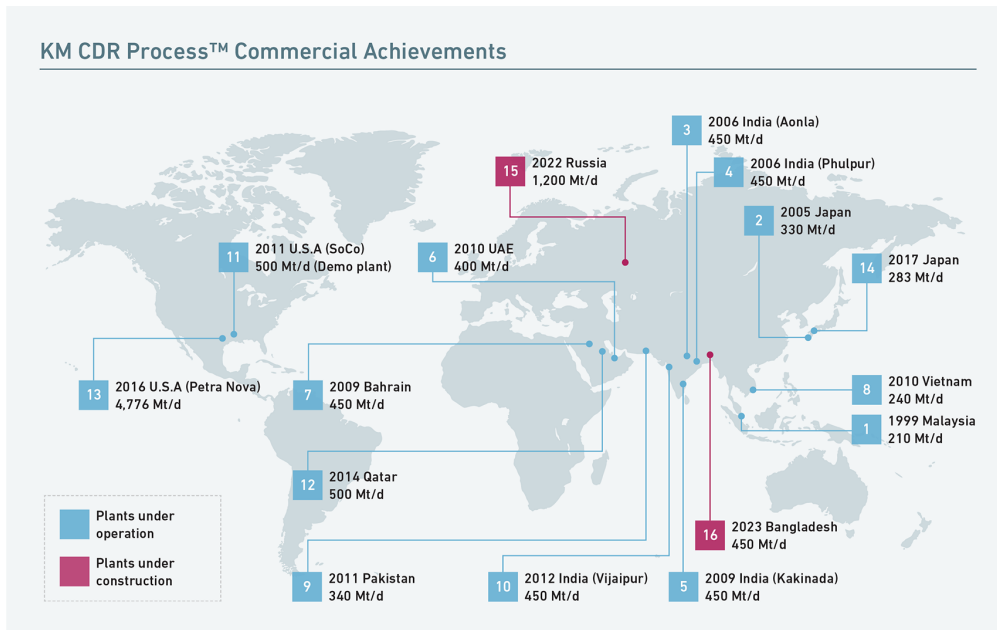 KM CDR Process™ Commercial Achievements
3
2006 India (Aonla)
450 Mt/d
15
2022 Russia
1,200 Mt/d
4
2006 India (Phulpur)
450 Mt/d
2
2005 Japan
330 Mt/d
11
2011 U.S.A (SoCo)
500 Mt/d (Demo plant)
6
2010 UAE
400 Mt/d
14
2017 Japan
283 Mt/d
13
2016 U.S.A (Petra Nova)
4,776 Mt/d
7
2009 Bahrain
450 Mt/d
8
2010 Vietnam
240 Mt/d
1
1999 Malaysia
210 Mt/d
12
2014 Qatar
500 Mt/d
16
2023 Bangladesh
450 Mt/d
Plants under
operation
Plants under
construction
9
2011 Pakistan
340 Mt/d
10
2012 India (Vijaipur)
450 Mt/d
5
2009 India (Kakinada)
450 Mt/d